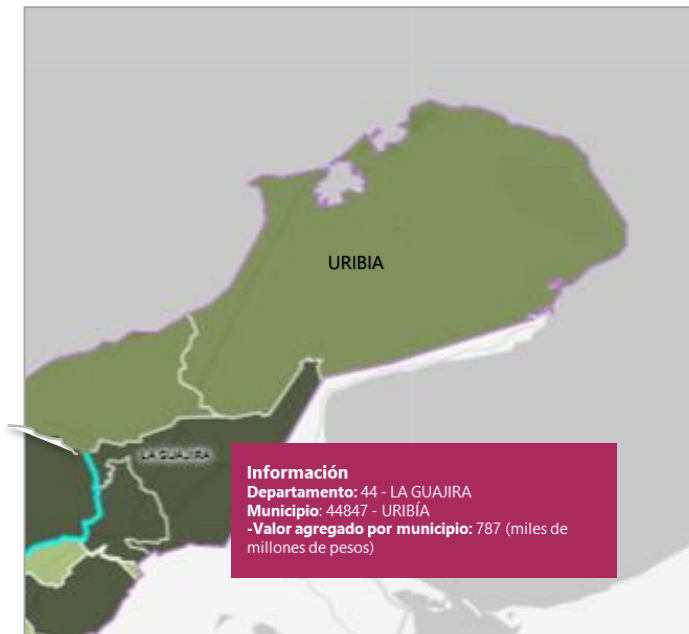 URIBIA
LA GUAJIRA
Información
Departamento: 44 - LA GUAJIRA
Municipio: 44847 - URIBÍA
-Valor agregado por municipio: 787 (miles de
millones de pesos)